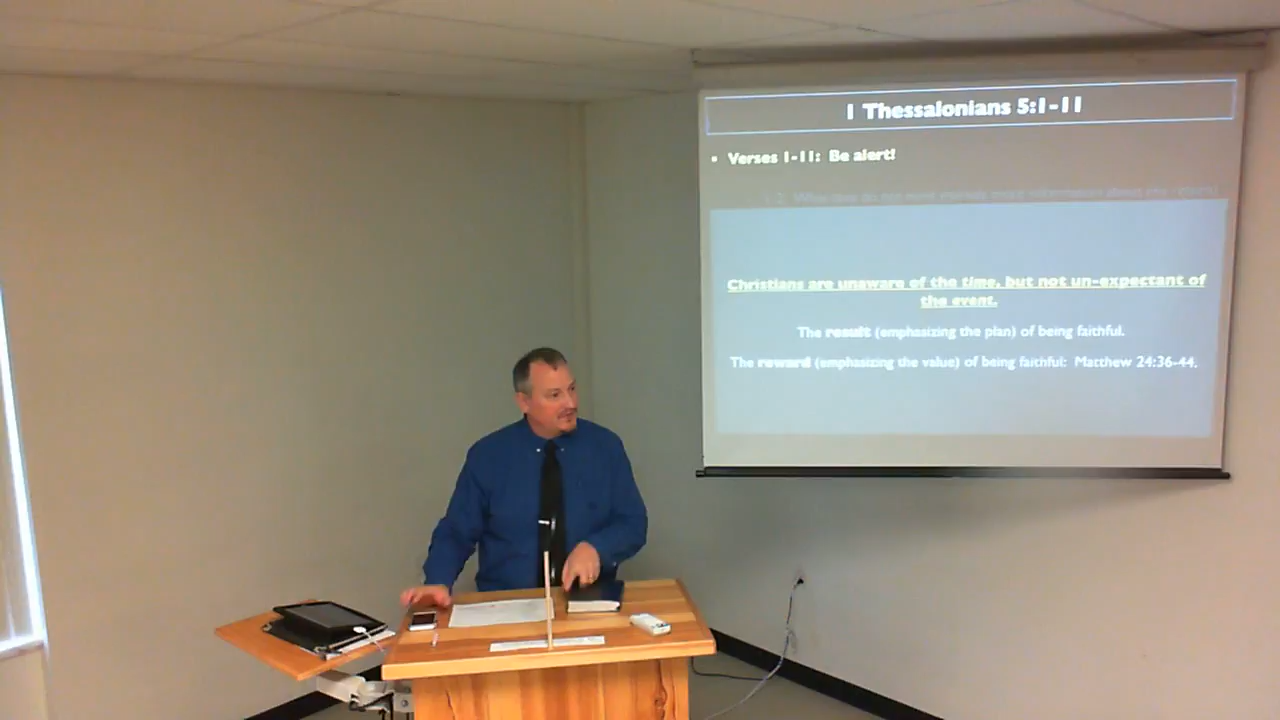 1 Thessalonians 5:1-11
• Verses 1-11: Be alert!
Christians are unaware of the time, but not un-expectant of
the event.
The result (emphasizing the plan) of being faithful.
The reward (emphasizing the value) of being faithful: Matthew 24:36-44.